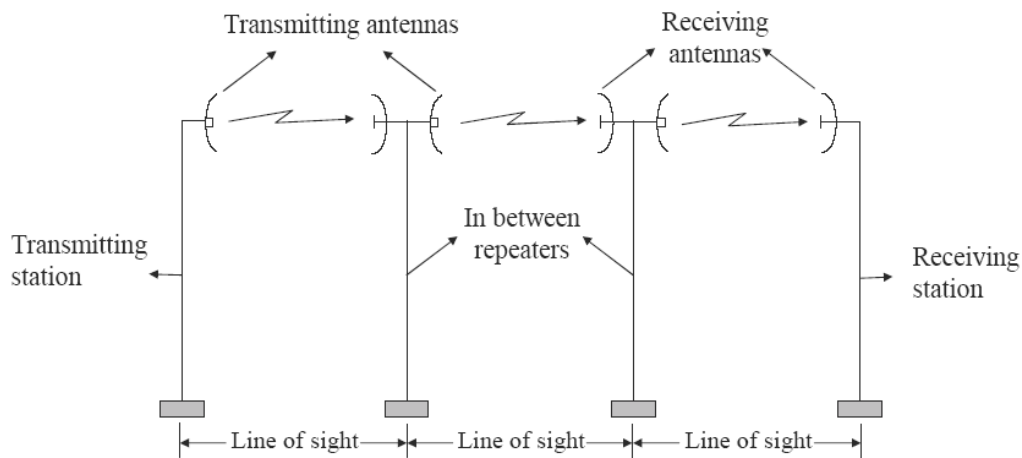 Transmitting antennas
Receiving
antennas
In between
repeaters
Transmitting
station
Receiving
station
Line of sight
Line of sight
Line of sight